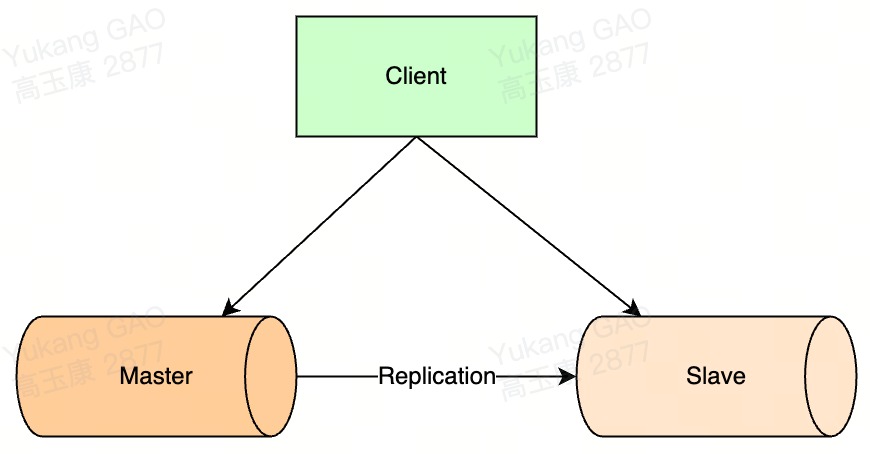 Yukang GAO
高玉康 2877
Yukang GAO
高玉康 2877
Client
Yukang GAO
高玉康 2877
Yukang GAO
高玉康 2877
Master
Replication
Slave